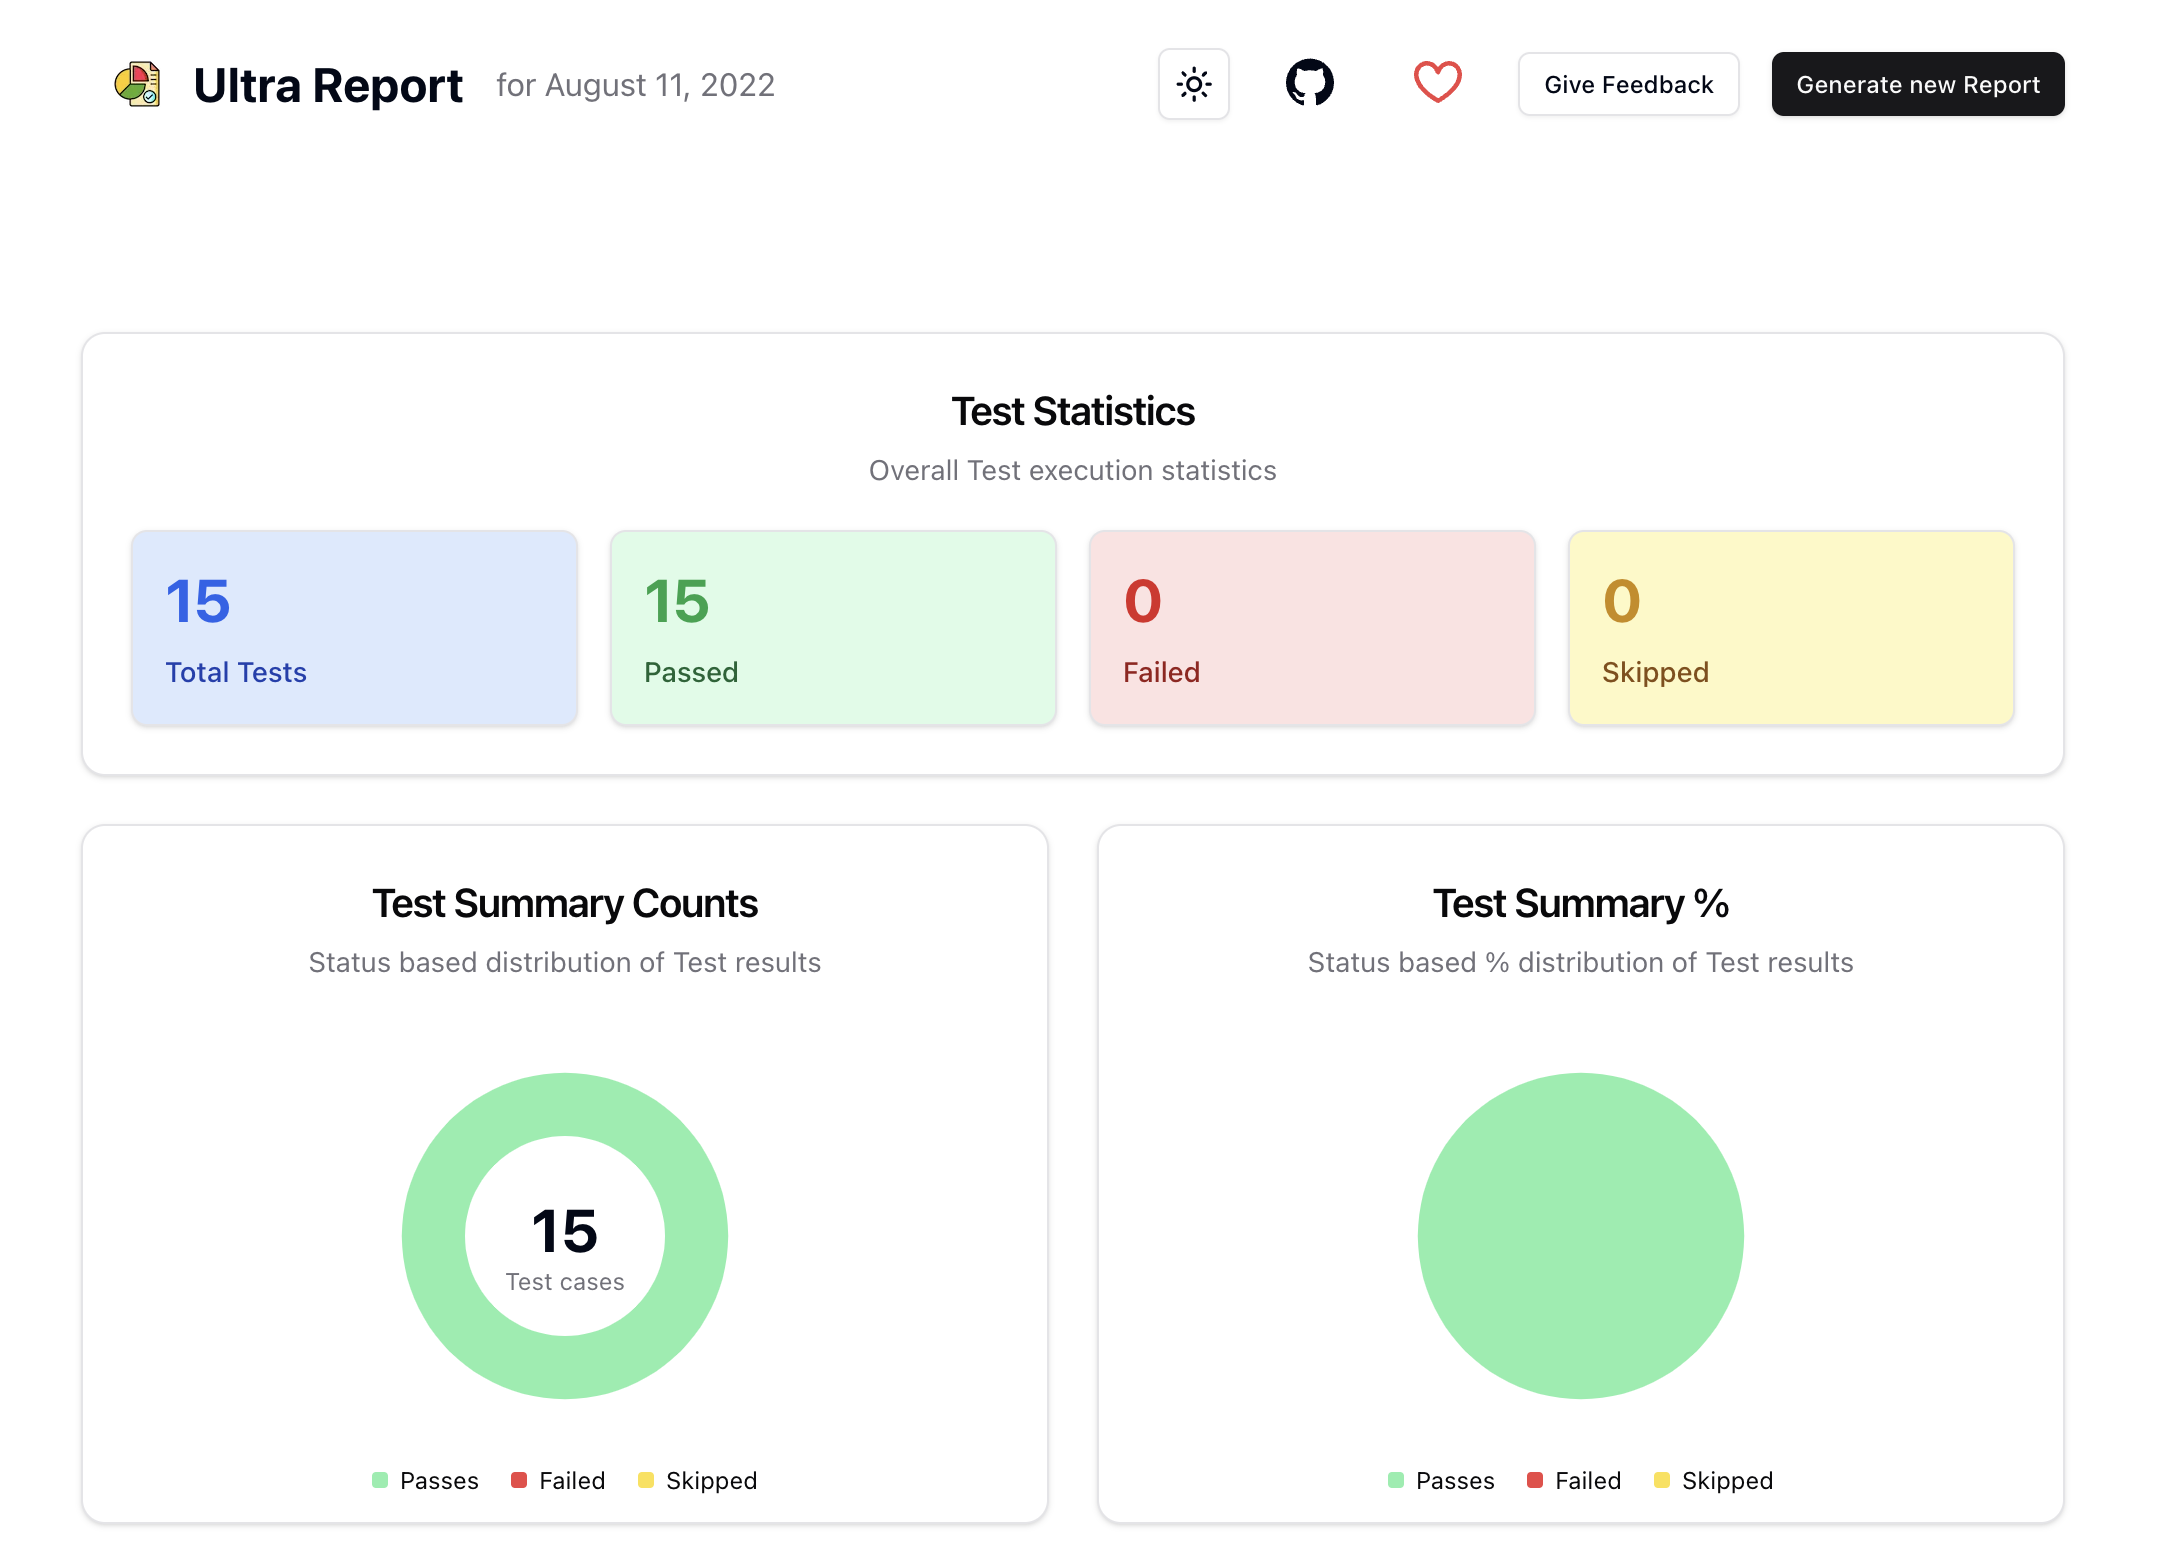 Ultra Report for August 11, 2022 Give Feedback Generate new Report
Test Statistics
Overall Test execution statistics
15 15 0 0
Total Tests Passed Failed Skipped
Test Summary Counts
Status based distribution of Test results
15
Test cases
Passes Failed Skipped
Test Summary %
Status based % distribution of Test results
Passes Failed Skipped